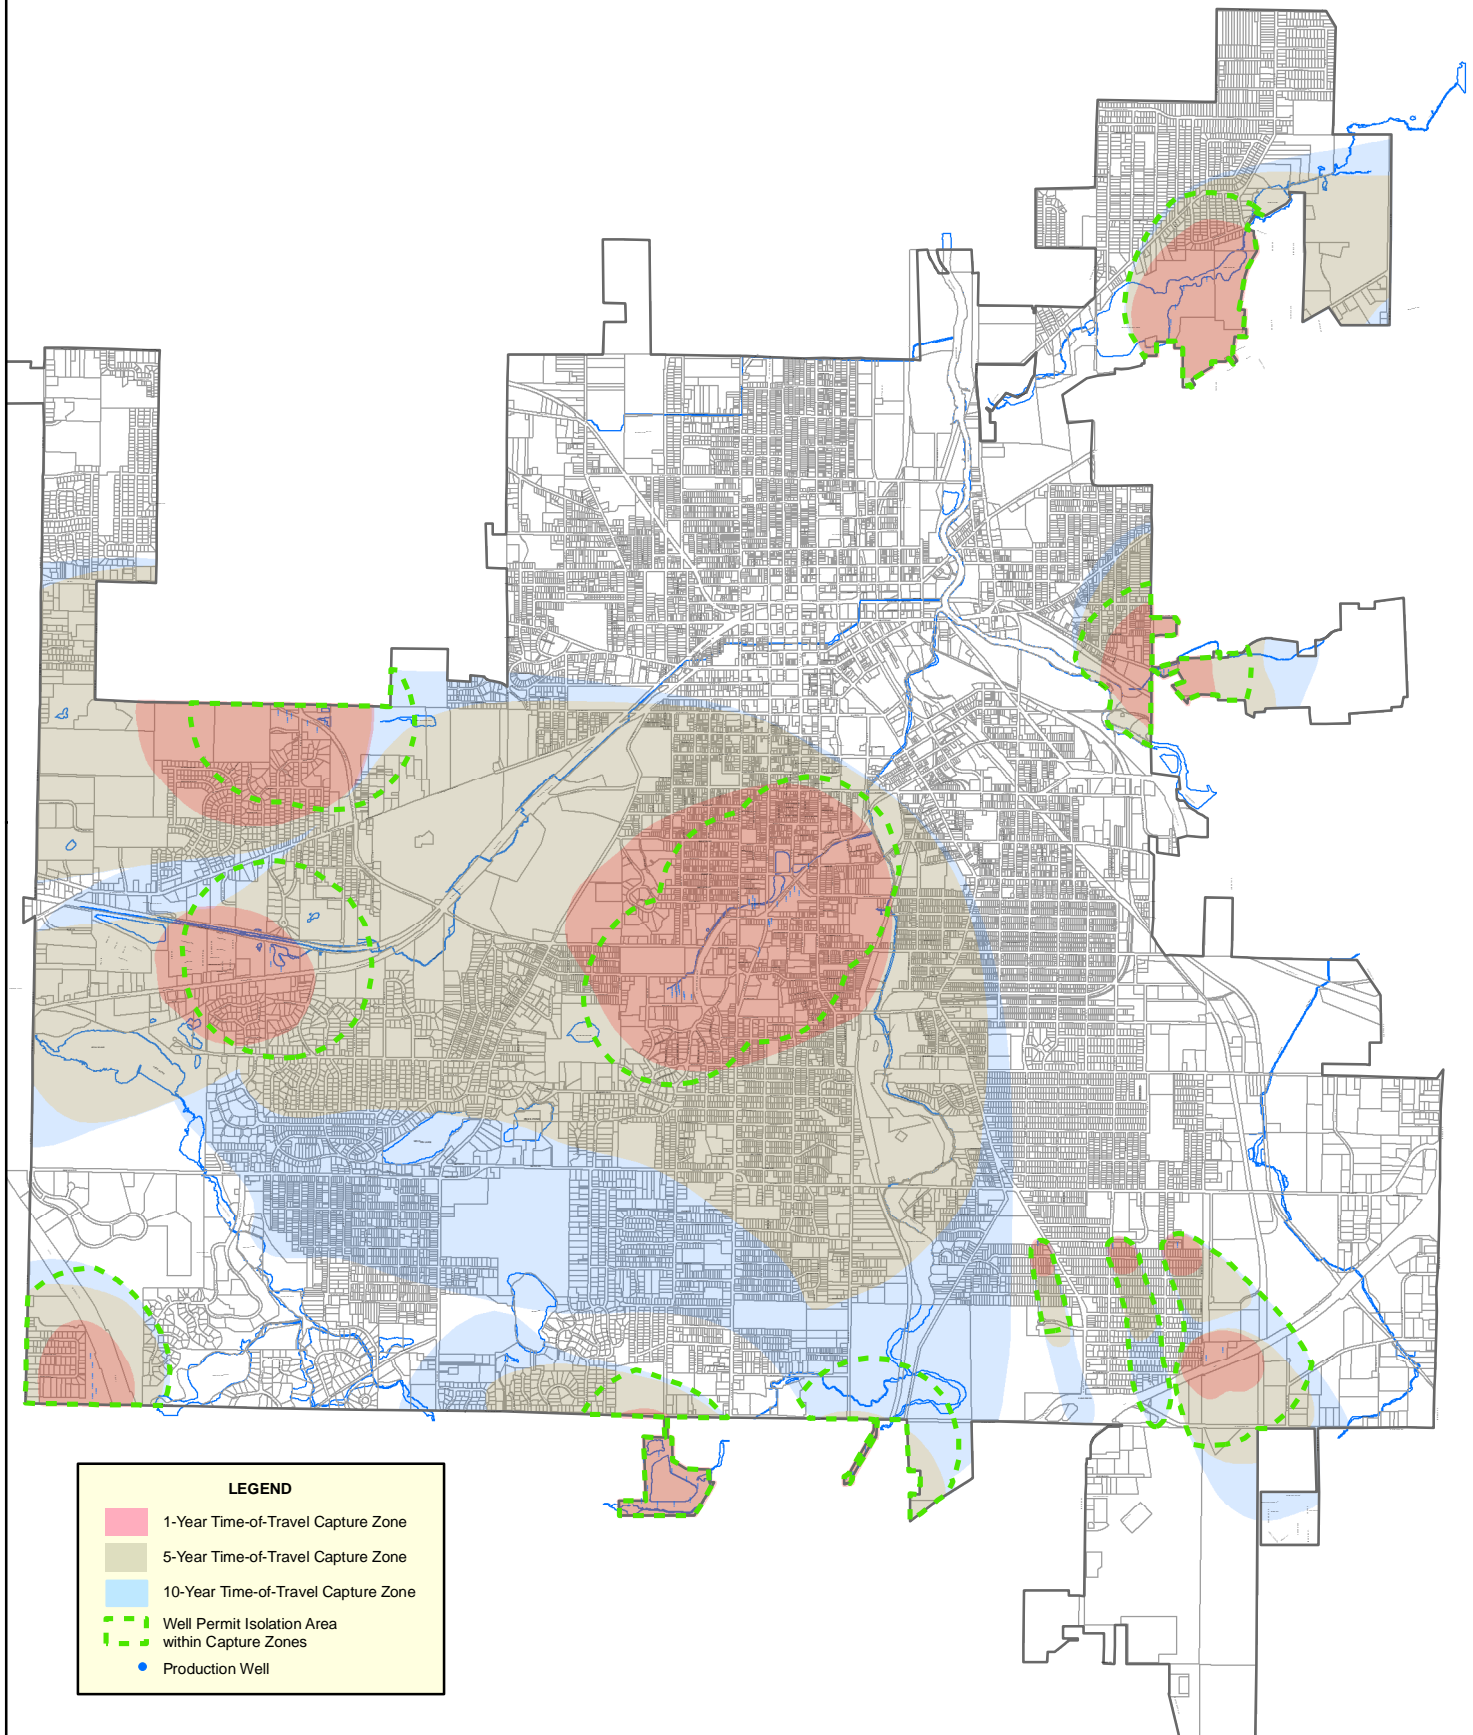 LEGEND
1-Year Time-of-Travel Capture Zone
5-Year Time-of-Travel Capture Zone
10-Year Time-of-Travel Capture Zone
Well Permit Isolation Area
within Capture Zones
Production Well